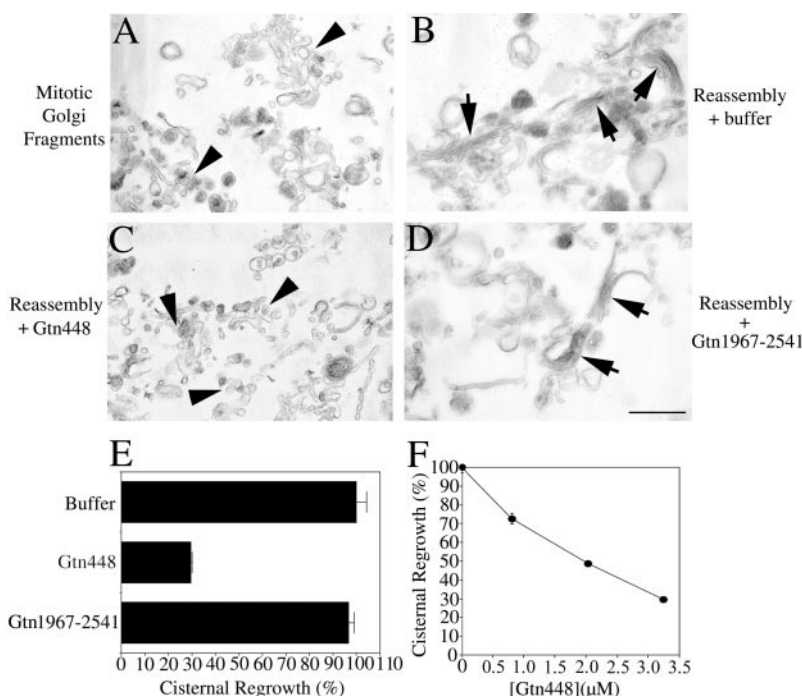 A
B
Mitotic
Golgi
Fragments
Reassembly
+ buffer
C
D
Reassembly
+ Gtn448
Reassembly
+
Gtn1967-2541
E
Buffer
Gtn448
Gtn1967-2541
0 10 20 30 40 50 60 70 80 90 100 110
Cisternal Regrowth (%)
F
Cisternal Regrowth (%)
100
90
80
70
60
50
40
30
20
10
0
0 0.5 1.0 1.5 2.0 2.5 3.0 3.5
[Gtn448](μM)